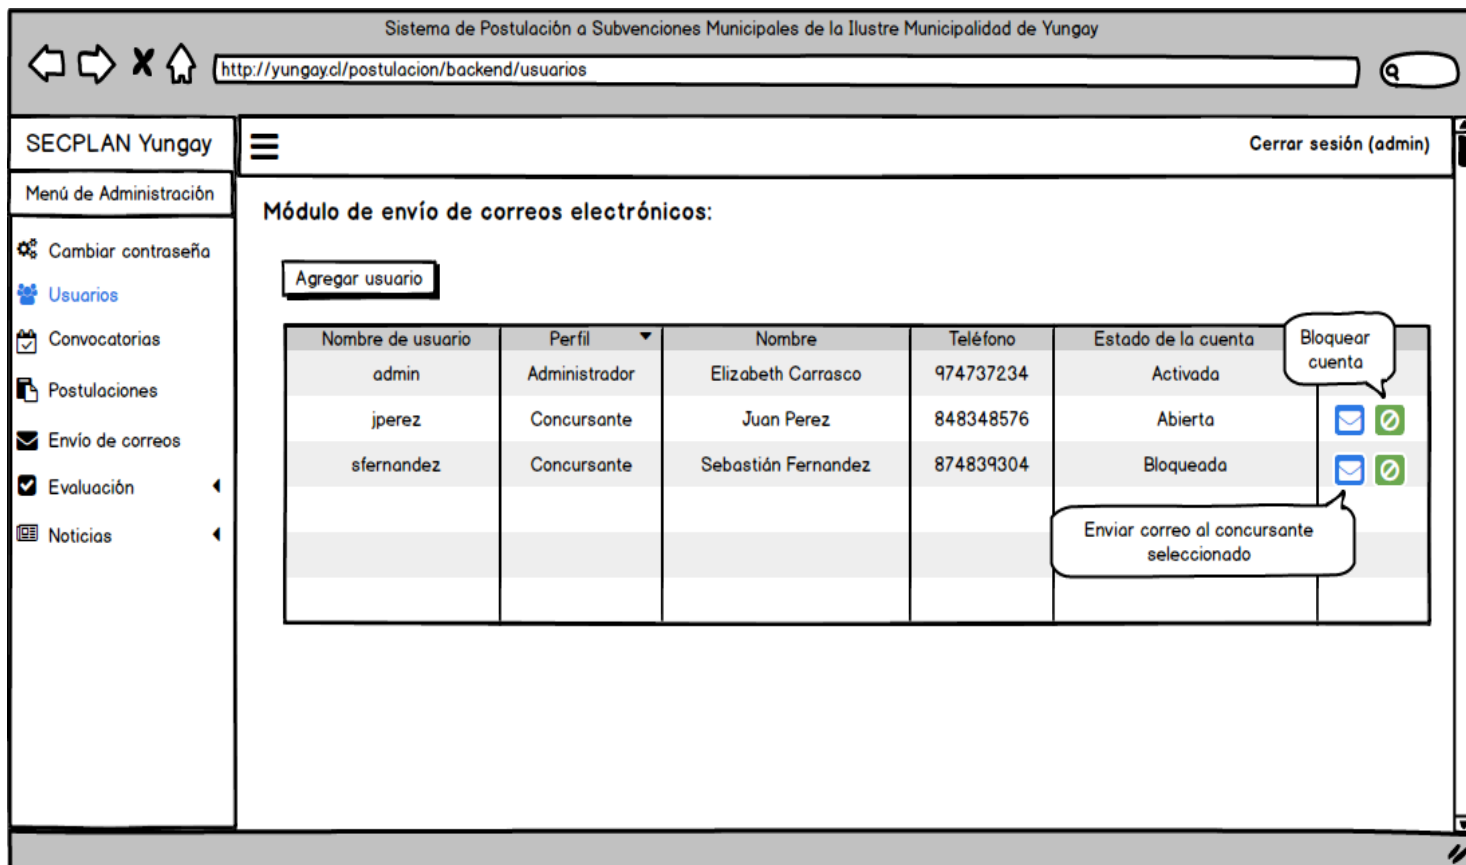 Sistema de Postulación a Subvenciones Municipales de la Ilustre Municipalidad de Yungay
http://yungay.cl/postulacion/backend/usuarios
SECPLAN Yungay
Cerrar sesión (admin)
Menú de Administración
Cambiar contraseña
Usuarios
Convocatorias
Postulaciones
Envío de correos
Evaluación
Noticias
Módulo de envío de correos electrónicos:
Agregar usuario
Nombre de usuario Perfil Nombre Teléfono Estado de la cuenta
admin Administrador Elizabeth Carrasco 974737234 Activada
jperez Concursante Juan Perez 848348576 Abierta
sfernandez Concursante Sebastián Fernandez 874839304 Bloqueada
Bloquear
cuenta
Enviar correo al concursante
seleccionado